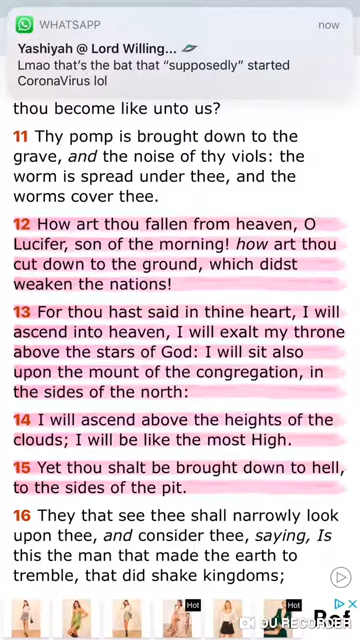 WHATSAPP now
Yashiyah @ Lord Willing...
Lmao that's the bat that “supposedly” started
CoronaVirus lol
thou become like unto us?
11 Thy pomp is brought down to the
grave, and the noise of thy viols: the
worm is spread under thee, and the
worms cover thee.
12 How art thou fallen from heaven, O
Lucifer, son of the morning! how art thou
cut down to the ground, which didst
weaken the nations!
13 For thou hast said in thine heart, I will
ascend into heaven, I will exalt my throne
above the stars of God: I will sit also
upon the mount of the congregation, in
the sides of the north:
14 I will ascend above the heights of the
clouds; I will be like the most High.
15 Yet thou shalt be brought down to hell,
to the sides of the pit.
16 They that see thee shall narrowly look
upon thee, and consider thee, saying, Is
this the man that made the earth to
tremble, that did shake kingdoms;
Hot
Hot
DU RECORDER